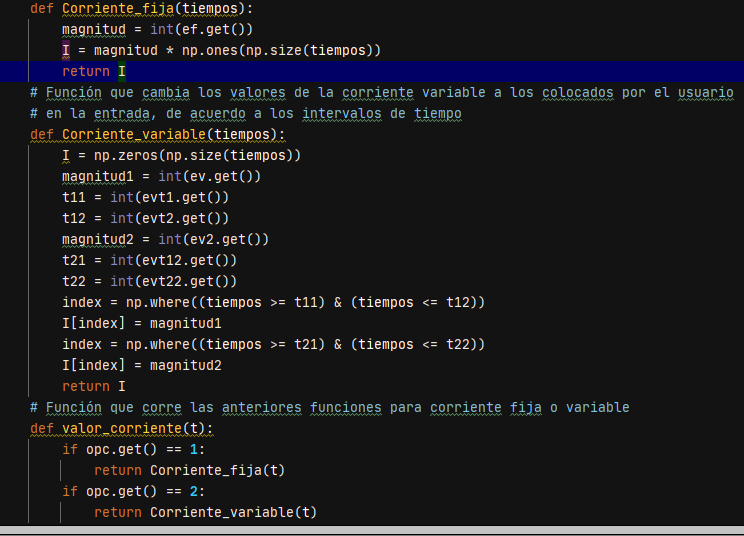 def Corriente_fija(tiempos):
    magnitud = int(ef.get())
    I = magnitud * np.ones(np.size(tiempos))
    return I
# Función que cambia los valores de la corriente variable a los colocados por el usuario
# en la entrada, de acuerdo a los intervalos de tiempo
def Corriente_variable(tiempos):
    I = np.zeros(np.size(tiempos))
    magnitud1 = int(ev.get())
    t11 = int(evt1.get())
    t12 = int(evt2.get())
    magnitud2 = int(ev2.get())
    t21 = int(evt12.get())
    t22 = int(evt22.get())
    index = np.where((tiempos >= t11) & (tiempos <= t12))
    I[index] = magnitud1
    index = np.where((tiempos >= t21) & (tiempos <= t22))
    I[index] = magnitud2
    return I
# Función que corre las anteriores funciones para corriente fija o variable
def valor_corriente(t):
    if opc.get() == 1:
        return Corriente_fija(t)
    if opc.get() == 2:
        return Corriente_variable(t)